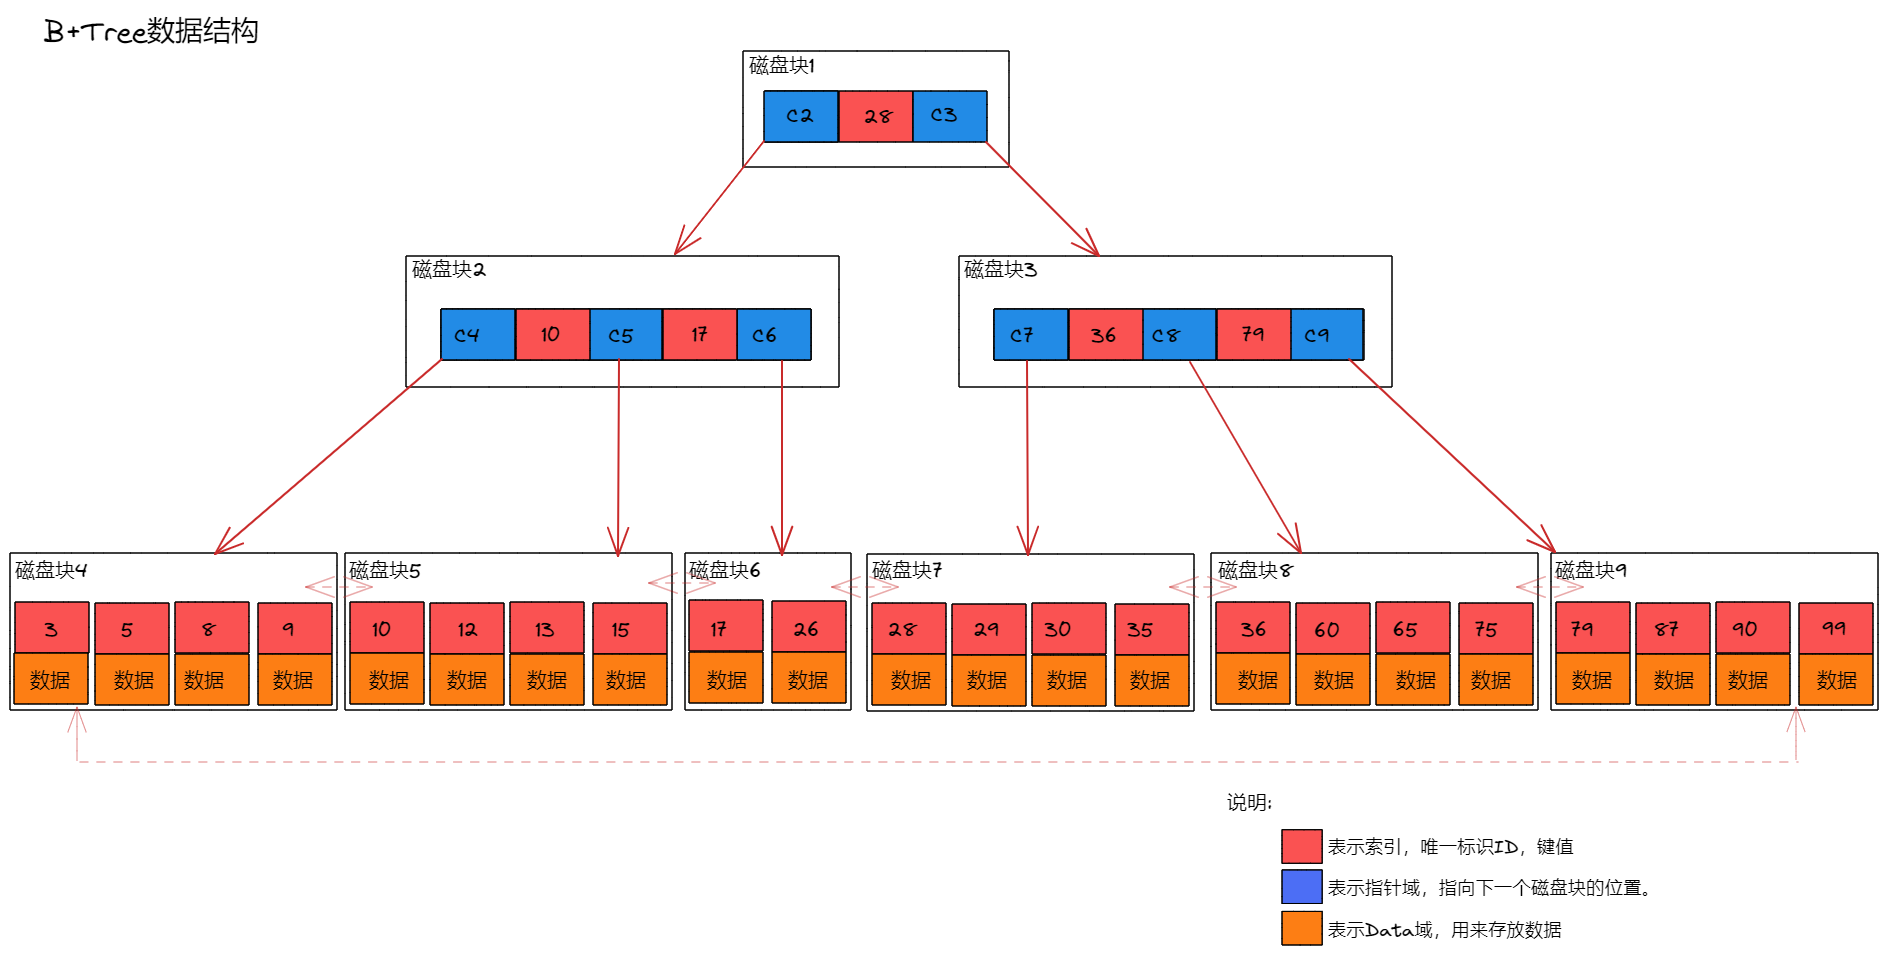 B+Tree数据结构
磁盘块1
C2 28 C3
磁盘块2
C4 10 C5 17 C6
磁盘块3
C7 36 C8 79 C9
磁盘块4
3 5 8 9
数据 数据 数据 数据
磁盘块5
10 12 13 15
数据 数据 数据 数据
磁盘块6
17 26
数据 数据
磁盘块7
28 29 30 35
数据 数据 数据 数据
磁盘块8
36 60 65 75
数据 数据 数据 数据
磁盘块9
79 87 90 99
数据 数据 数据 数据
说明:
表示索引，唯一标识ID，键值
表示指针域，指向下一个磁盘块的位置。
表示Data域，用来存放数据